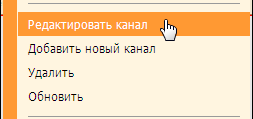 Редактировать канал
Добавить новый канал
Удалить
Обновить